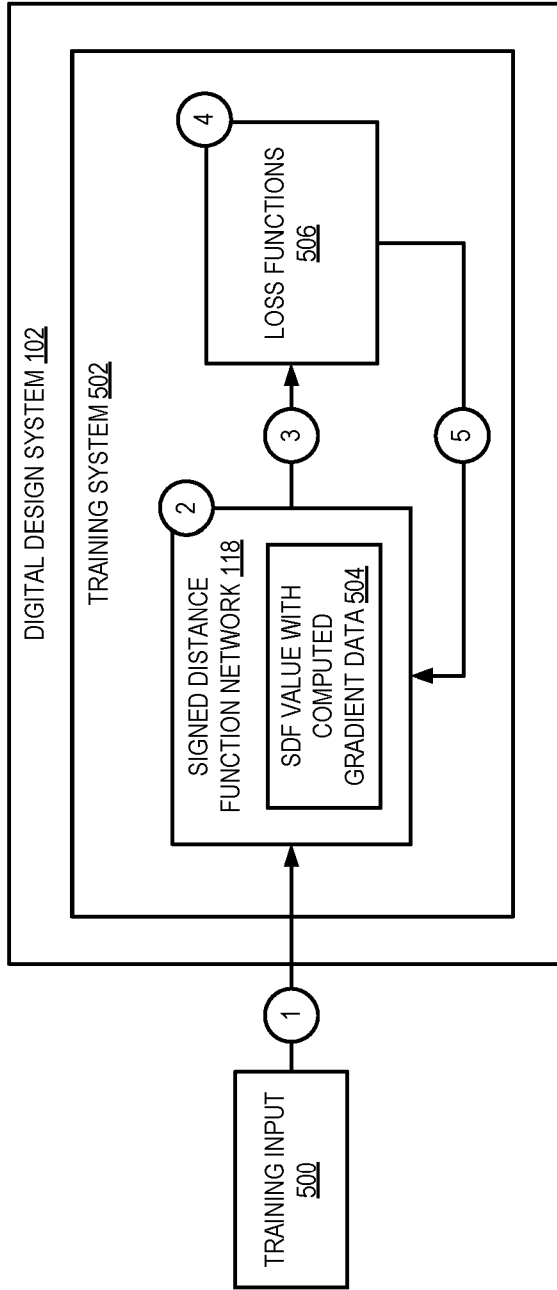 DIGITAL DESIGN SYSTEM 102
TRAINING SYSTEM 502
TRAINING INPUT
500
1
2
SIGNED DISTANCE
FUNCTION NETWORK 118
SDF VALUE WITH
COMPUTED
GRADIENT DATA 504
3
4
LOSS FUNCTIONS
506
5